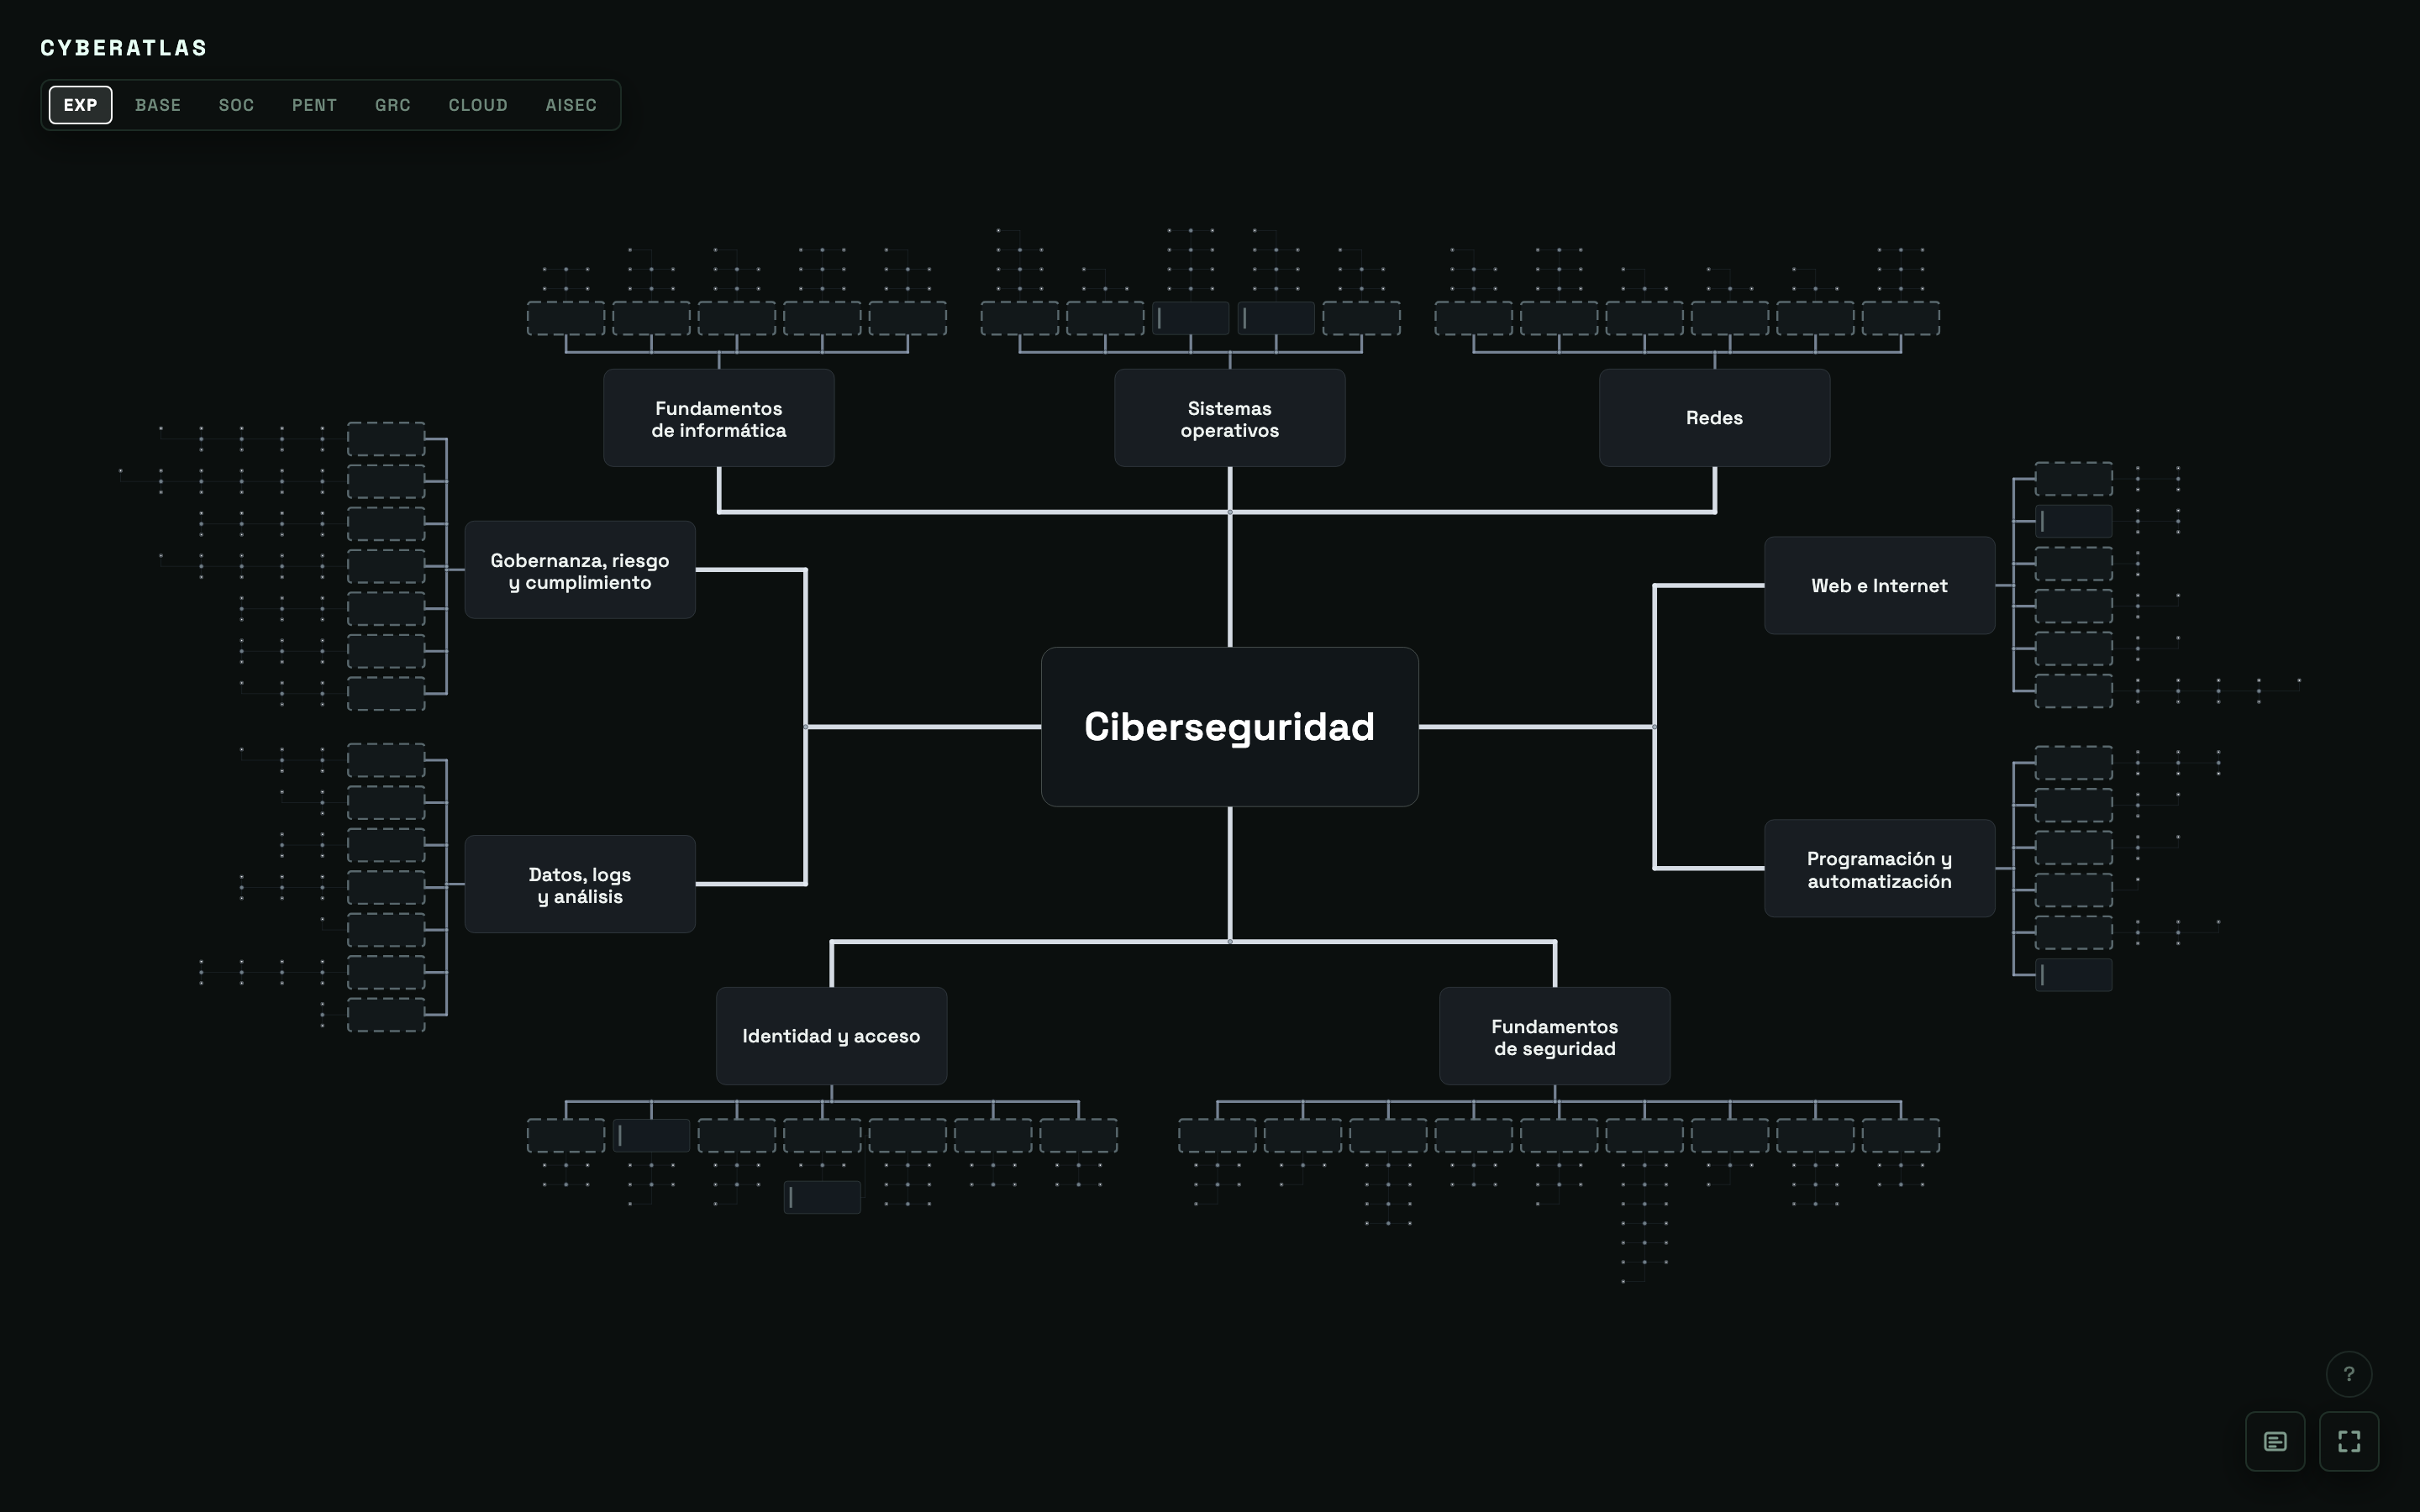 CYBERATLAS
EXP BASE SOC PENT GRC CLOUD AISEC
Fundamentos
de informática
Sistemas
operativos
Redes
Gobernanza, riesgo
y cumplimiento
Web e Internet
Ciberseguridad
Datos, logs
y análisis
Programación y
automatización
Identidad y acceso
Fundamentos
de seguridad
?